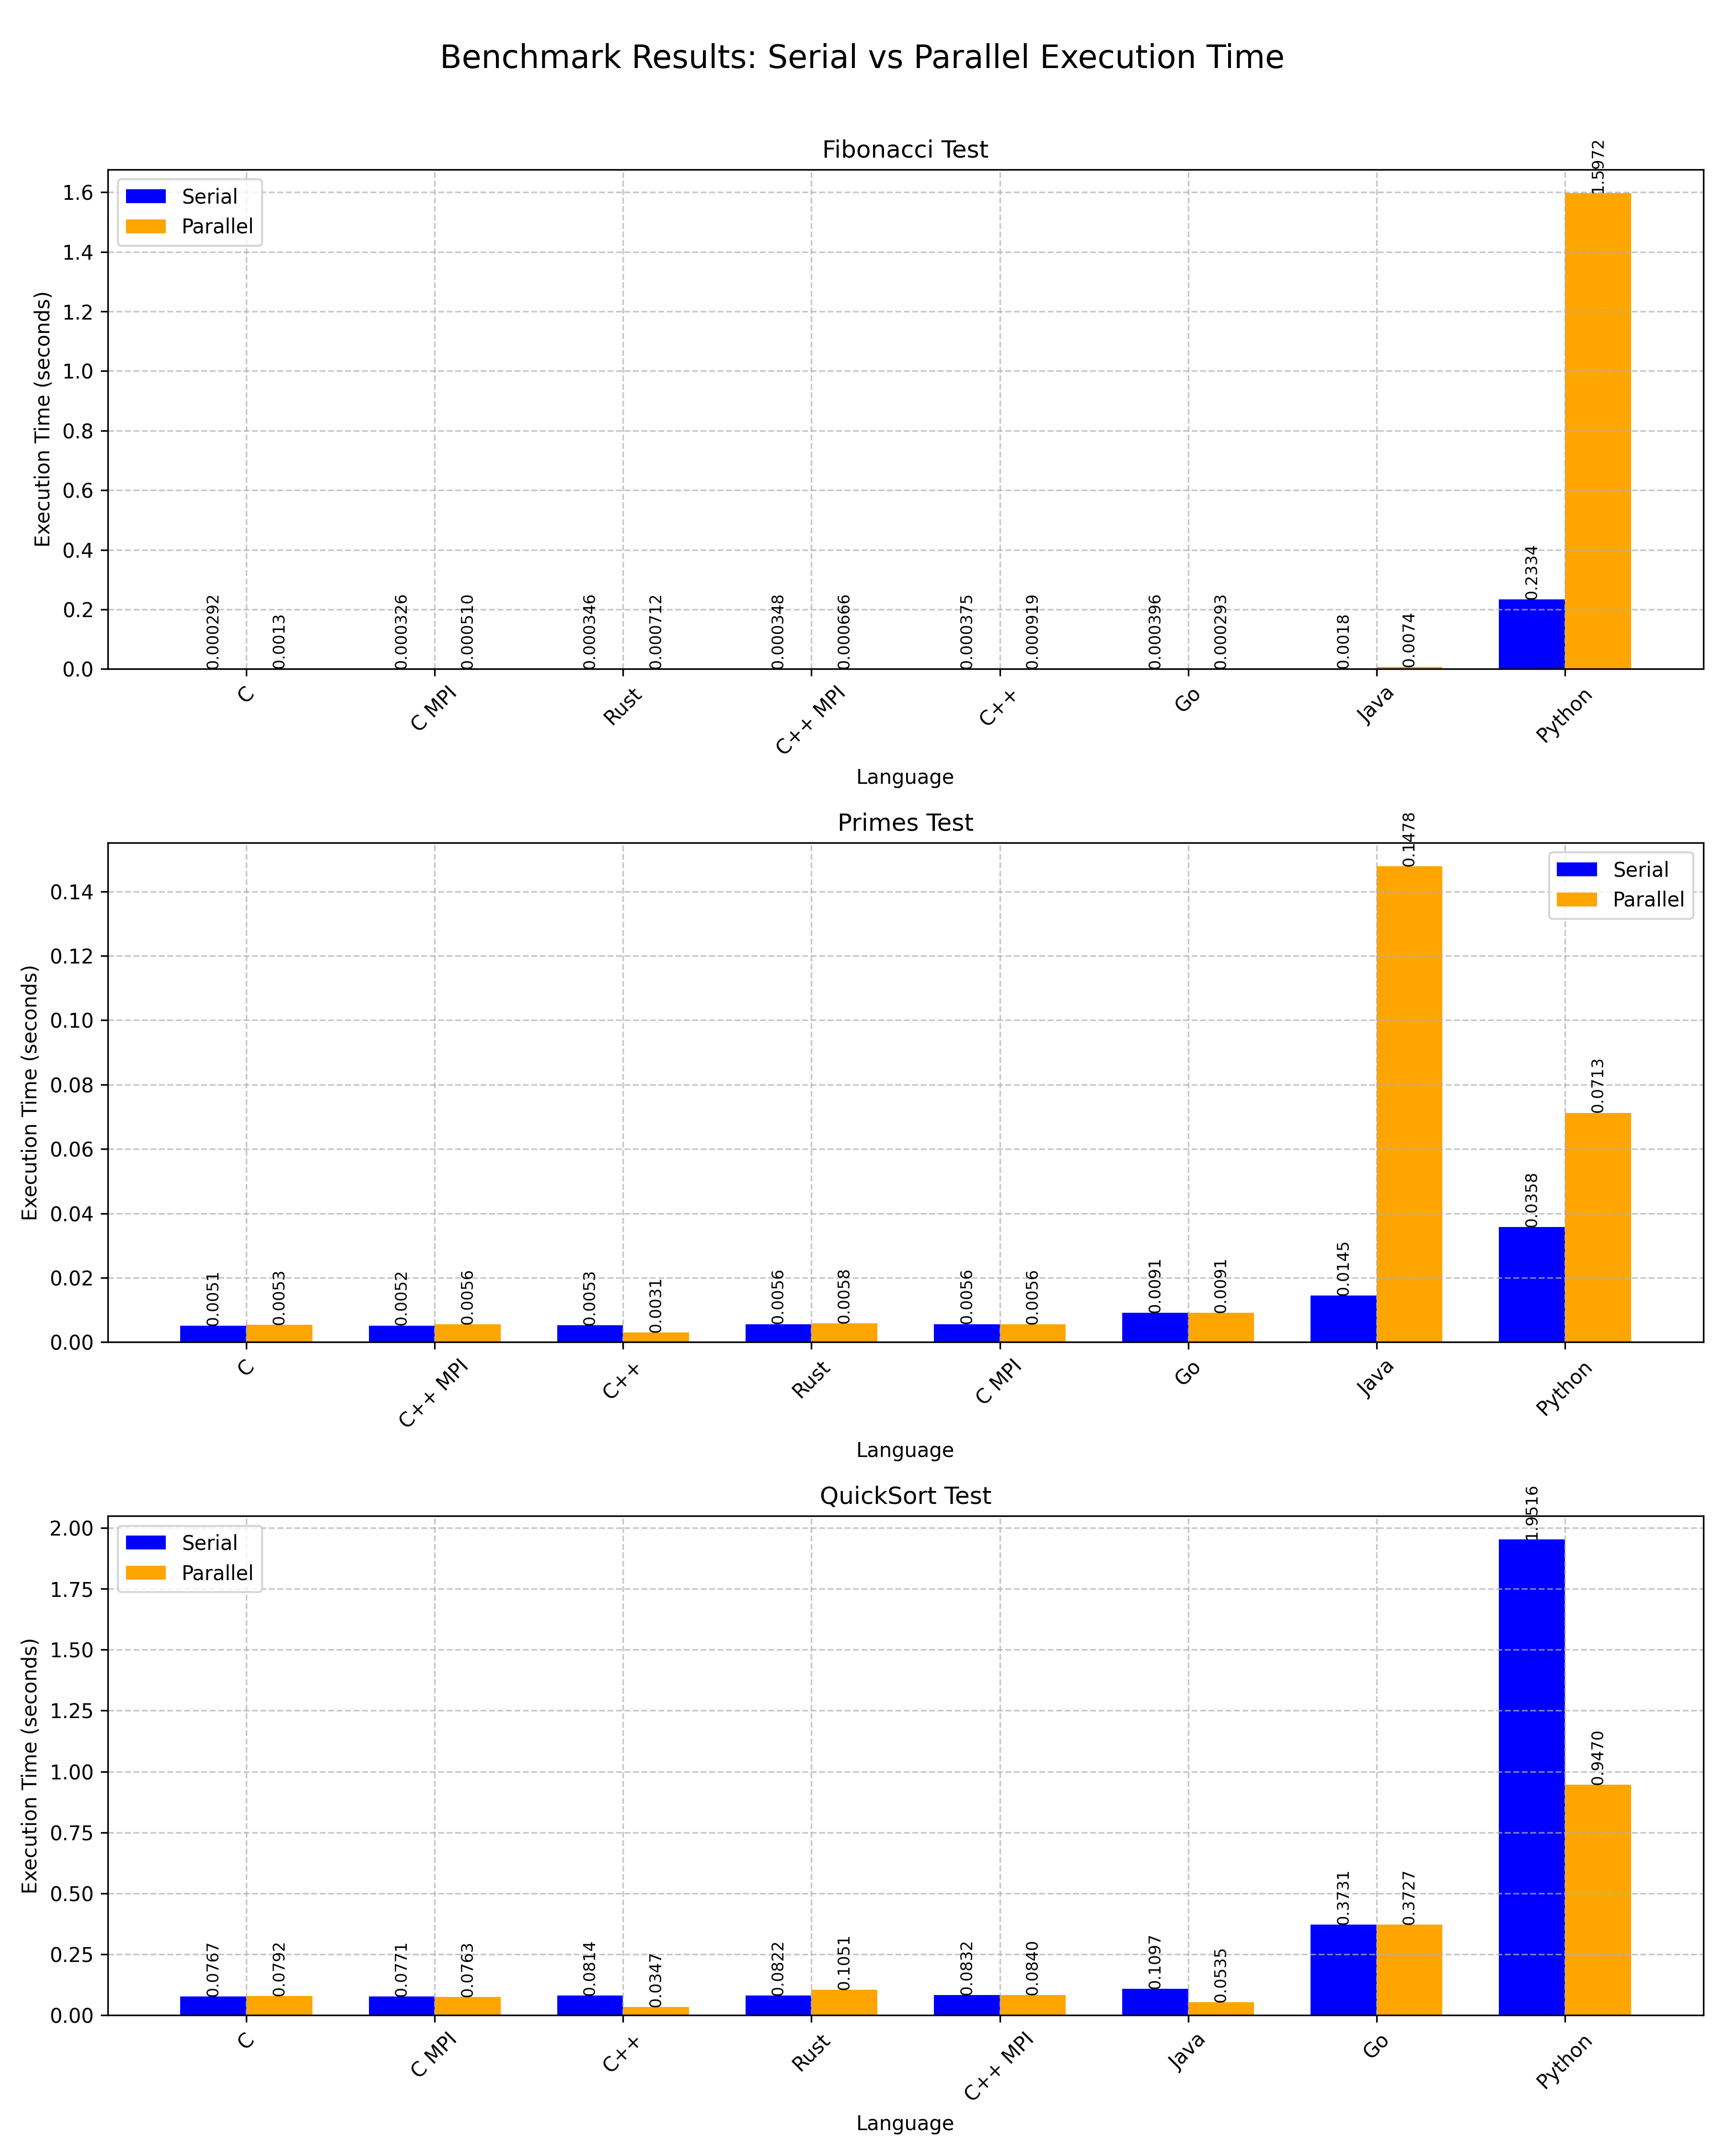 Benchmark Results: Serial vs Parallel Execution Time
Fibonacci Test
Serial
Parallel
Execution Time (seconds)
1.6
1.4
1.2
1.0
0.8
0.6
0.4
0.2
0.0
0.000292
0.0013
0.000326
0.000510
0.000346
0.000712
0.000348
0.000666
0.000375
0.000919
0.000396
0.000293
0.0018
0.0074
0.2334
1.5972
C
C MPI
Rust
C++ MPI
C++
Go
Java
Python
Language
Primes Test
Serial
Parallel
Execution Time (seconds)
0.14
0.12
0.10
0.08
0.06
0.04
0.02
0.00
0.0051
0.0053
0.0052
0.0056
0.0053
0.0031
0.0056
0.0058
0.0056
0.0056
0.0091
0.0091
0.0145
0.1478
0.0358
0.0713
C
C++ MPI
C++
Rust
C MPI
Go
Java
Python
Language
QuickSort Test
Serial
Parallel
Execution Time (seconds)
2.00
1.75
1.50
1.25
1.00
0.75
0.50
0.25
0.00
0.0767
0.0792
0.0771
0.0763
0.0814
0.0347
0.0822
0.1051
0.0832
0.0840
0.1097
0.0535
0.3731
0.3727
1.9516
0.9470
C
C MPI
C++
Rust
C++ MPI
Java
Go
Python
Language